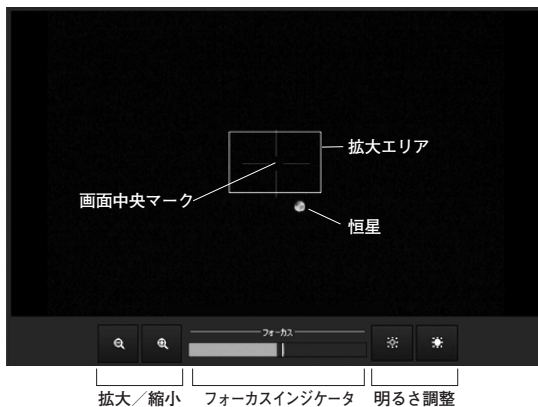 拡大エリア
画面中央マーク
恒星
フォーカス
拡大／縮小
フォーカスインジケータ
明るさ調整